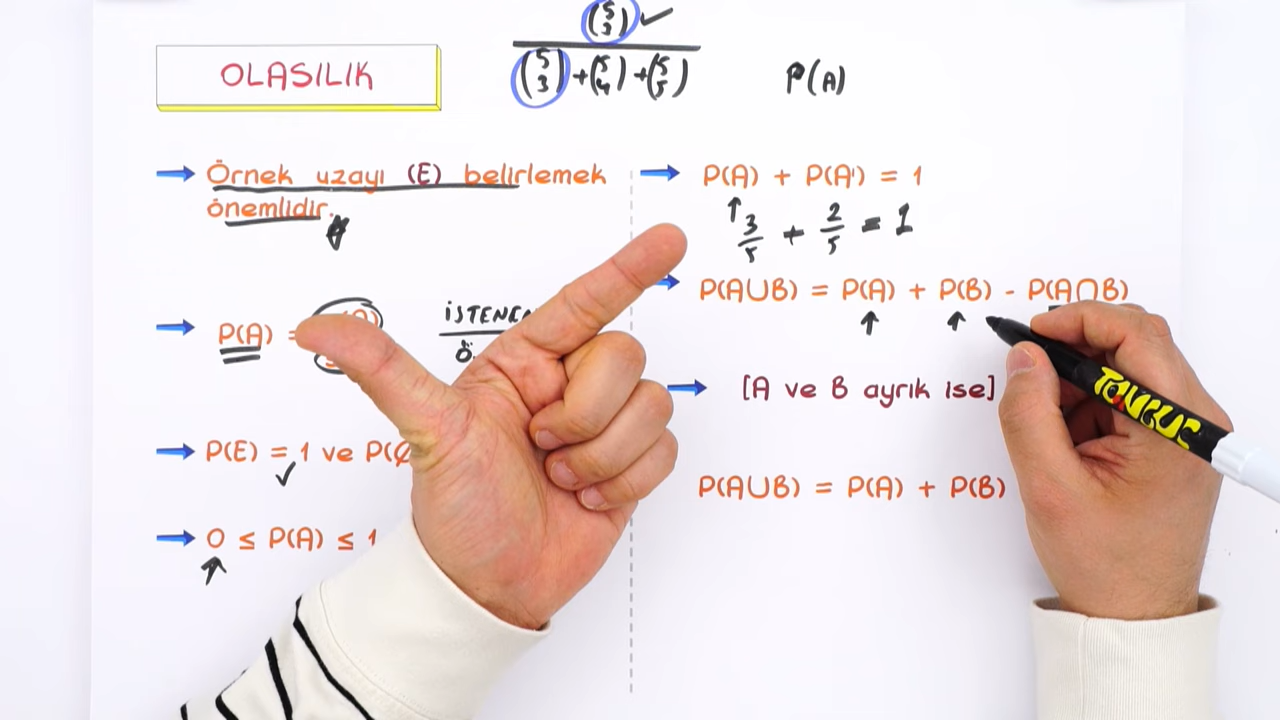 OLASILIK
(5 3) ✓
(5 3) + (5 4) + (5 5)
P(A)
→ Örnek uzayı (E) belirlemek
önemlidir.
→ P(A) =
İSTENEN
Ö
→ P(E) = 1 ve P(
→ 0 ≤ P(A) ≤ 1
→ P(A) + P(A') = 1
3/5 + 2/5 = 1
P(A∪B) = P(A) + P(B) - P(A∩B)
→ [A ve B ayrık ise]
P(A∪B) = P(A) + P(B)
TONGUÇ